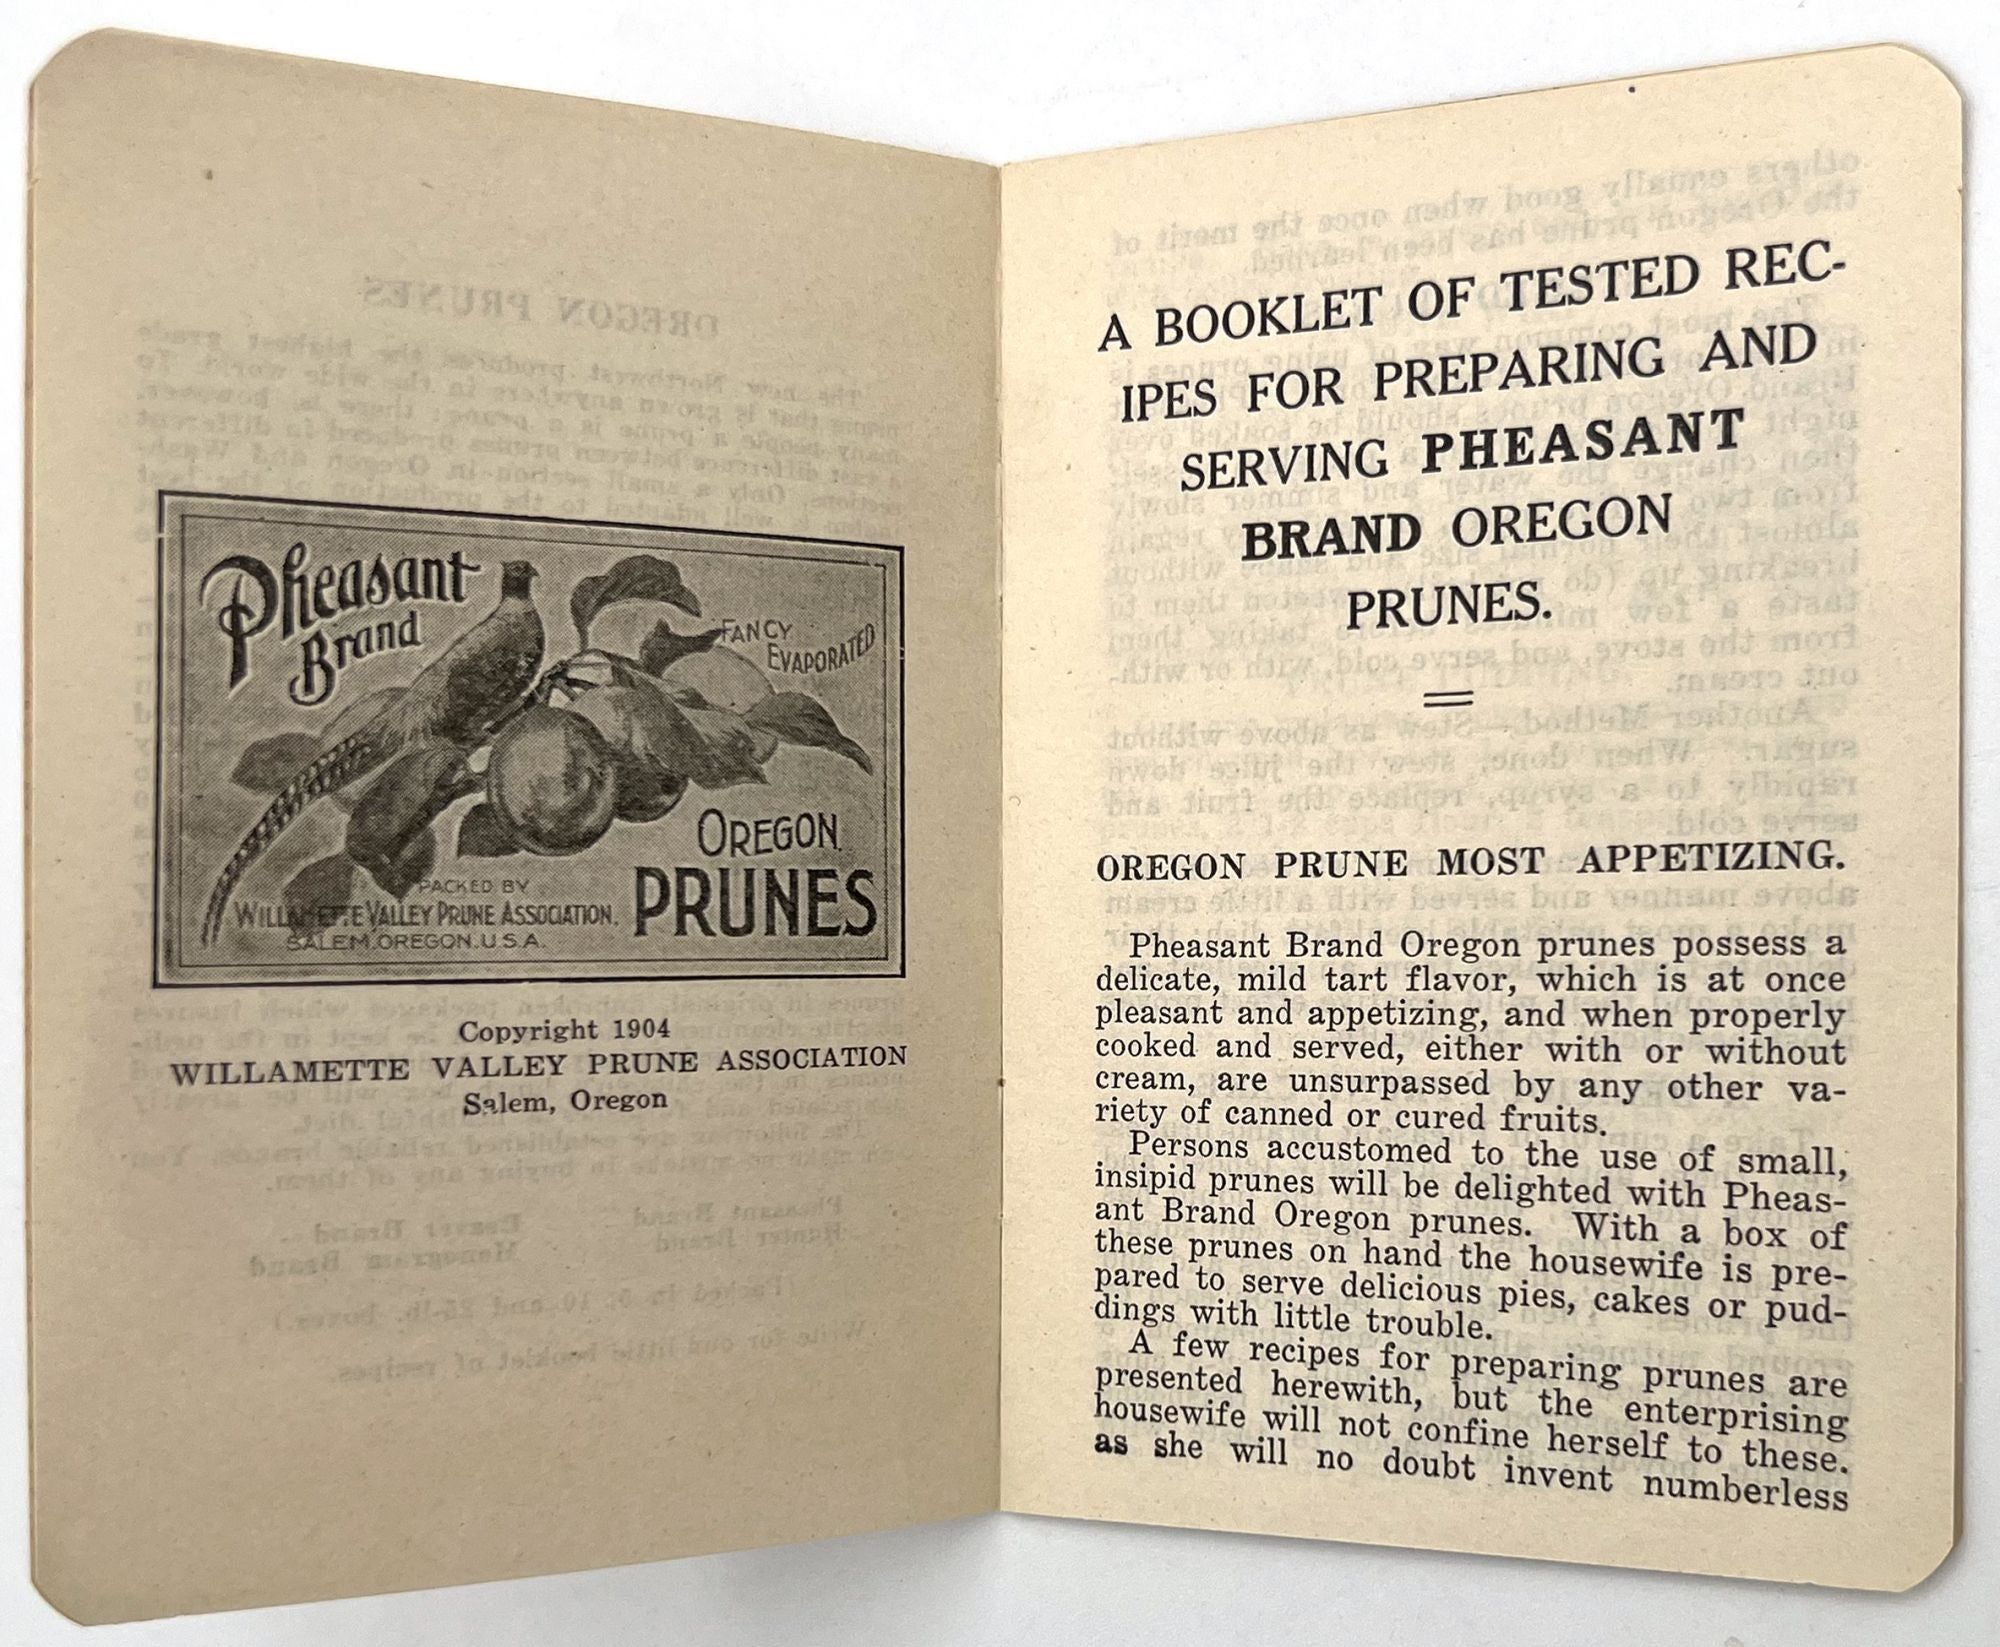 Pheasant
Brand
FANCY
EVAPORATED
OREGON
PRUNES
PACKED BY
WILLAMETTE VALLEY PRUNE ASSOCIATION.
SALEM.OREGON.U.S.A.
Copyright 1904
WILLAMETTE VALLEY PRUNE ASSOCIATION
Salem, Oregon
A BOOKLET OF TESTED REC-
IPES FOR PREPARING AND
SERVING PHEASANT
BRAND OREGON
PRUNES.
OREGON PRUNE MOST APPETIZING.
Pheasant Brand Oregon prunes possess a
delicate, mild tart flavor, which is at once
pleasant and appetizing, and when properly
cooked and served, either with or without
cream, are unsurpassed by any other va-
riety of canned or cured fruits.
Persons accustomed to the use of small,
insipid prunes will be delighted with Pheas-
ant Brand Oregon prunes. With a box of
these prunes on hand the housewife is pre-
pared to serve delicious pies, cakes or pud-
dings with little trouble.
A few recipes for preparing prunes are
presented herewith, but the enterprising
housewife will not confine herself to these.
as she will no doubt invent numberless